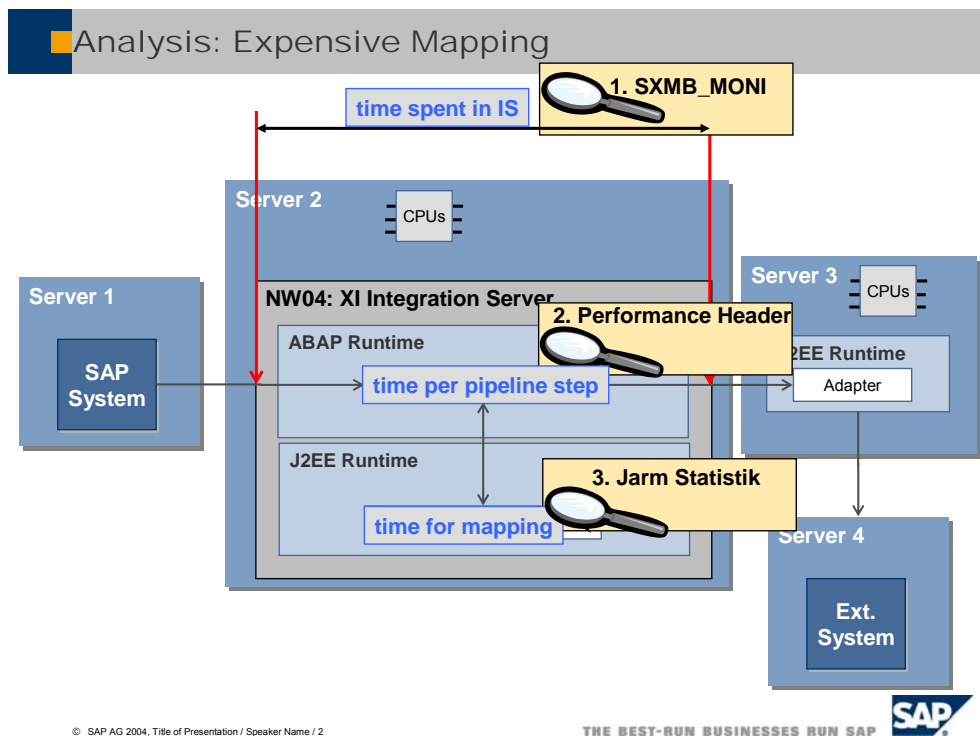 Analysis: Expensive Mapping
1. SXMB_MONI
time spent in IS
Server 2
CPUs
Server 3
CPUs
Server 1
NW04: XI Integration Server
2. Performance Header
ABAP Runtime
2EE Runtime
SAP
System
time per pipeline step
Adapter
J2EE Runtime
3. Jarm Statistik
time for mapping
Server 4
Ext.
System
© SAP AG 2004, Title of Presentation / Speaker Name / 2
THE BEST-RUN BUSINESSES RUN SAP
SAP